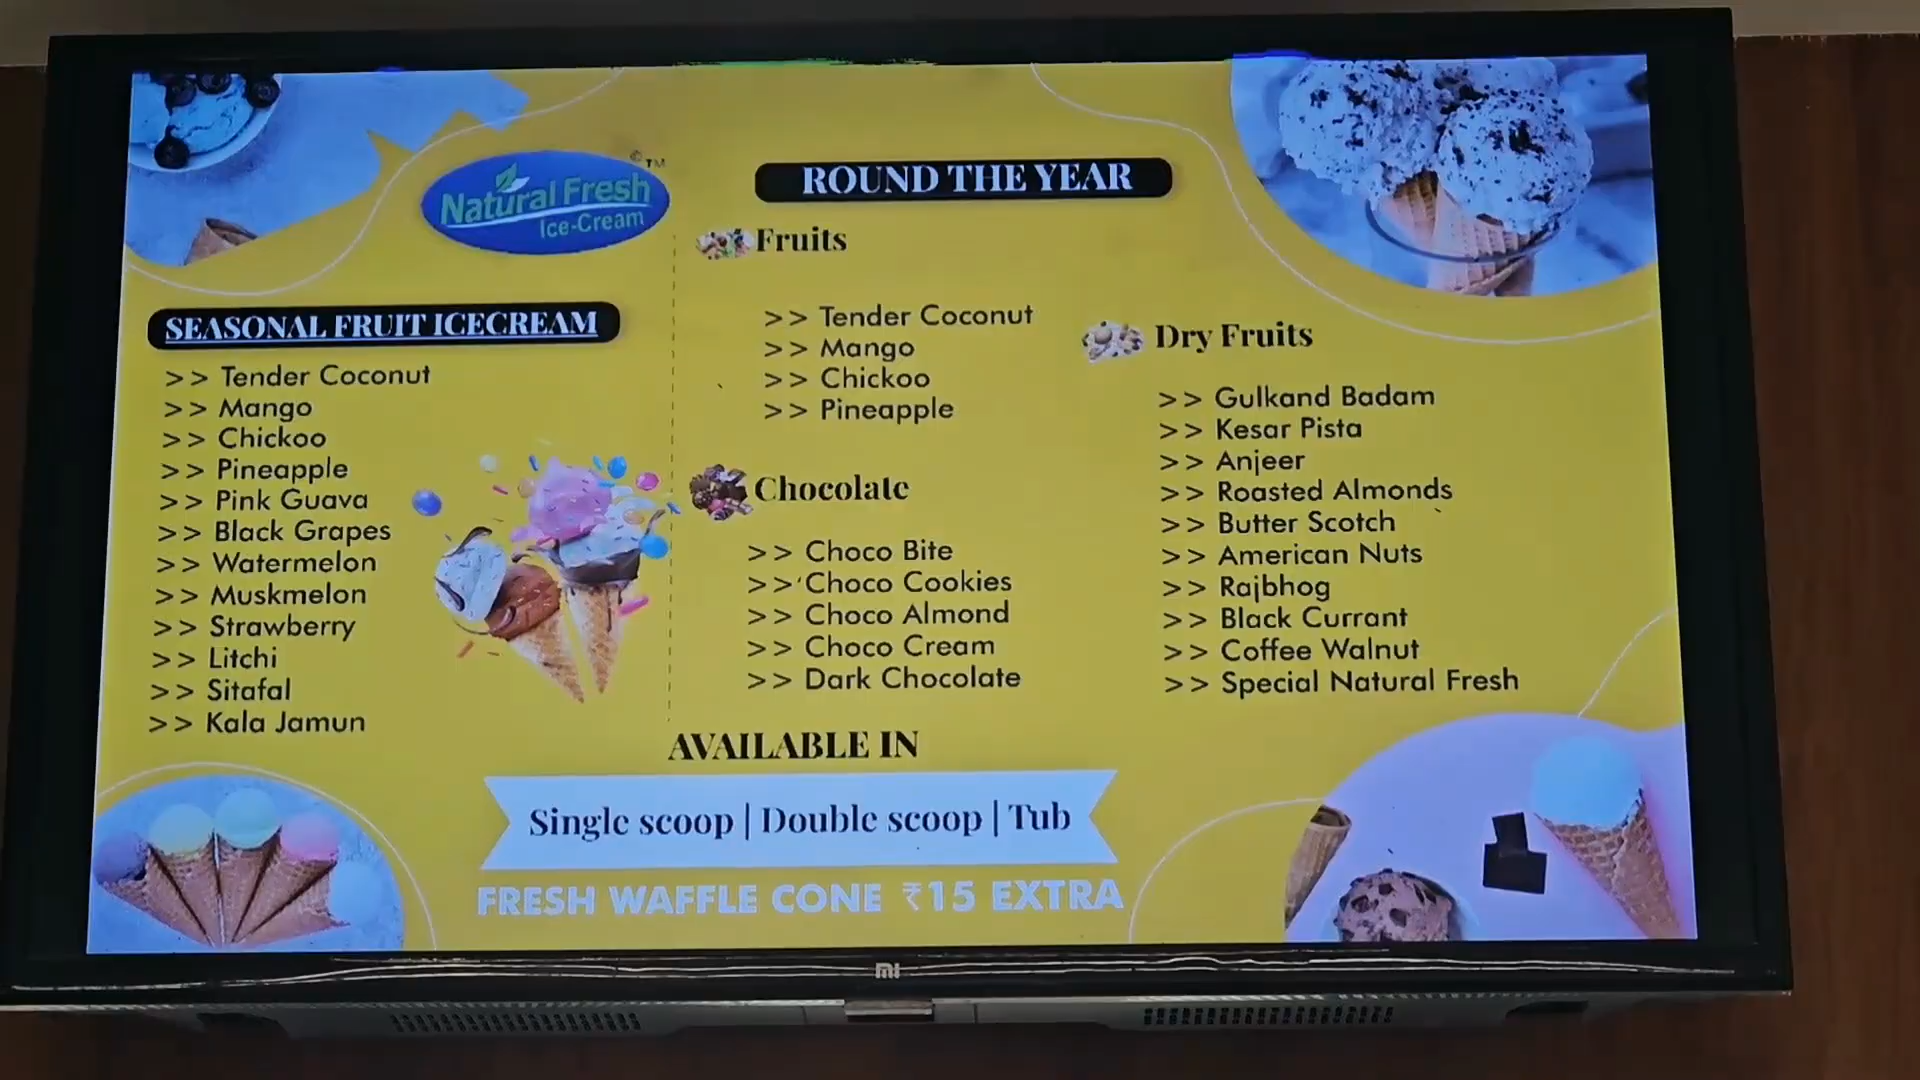 Natural Fresh
Ice-Cream
© TM
SEASONAL FRUIT ICECREAM
>> Tender Coconut
>> Mango
>> Chickoo
>> Pineapple
>> Pink Guava
>> Black Grapes
>> Watermelon
>> Muskmelon
>> Strawberry
>> Litchi
>> Sitafal
>> Kala Jamun
ROUND THE YEAR
Fruits
>> Tender Coconut
>> Mango
>> Chickoo
>> Pineapple
Chocolate
>> Choco Bite
>> Choco Cookies
>> Choco Almond
>> Choco Cream
>> Dark Chocolate
Dry Fruits
>> Gulkand Badam
>> Kesar Pista
>> Anjeer
>> Roasted Almonds
>> Butter Scotch
>> American Nuts
>> Rajbhog
>> Black Currant
>> Coffee Walnut
>> Special Natural Fresh
AVAILABLE IN
Single scoop | Double scoop | Tub
FRESH WAFFLE CONE ₹15 EXTRA
mi